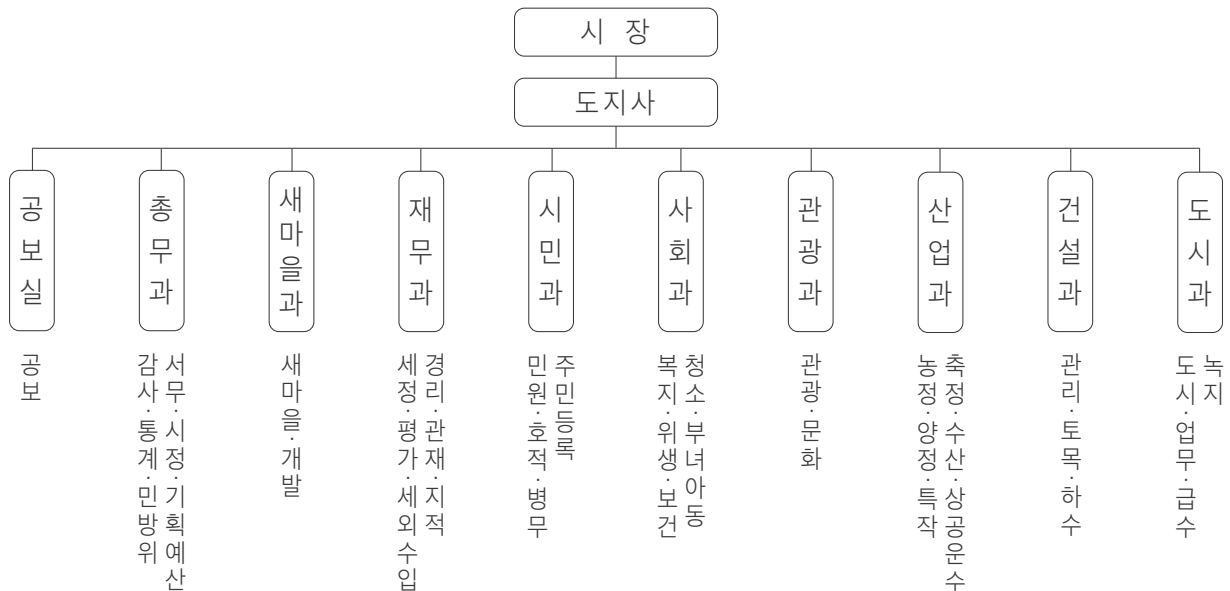 시 장
도지사
공보실
총무과
새마을과
재무과
시민과
사회과
관광과
산업과
건설과
도시과
공보
서무·시정·기획예산
감사·통계·민방위
새마을·개발
경리·관재·지적
세정·평가·세외수입
주민등록
민원·호적·병무
청소·부녀아동
복지·위생·보건
관광·문화
축정·수산·상공운수
농정·양정·특작
관리·토목·하수
녹지
도시·업무·급수